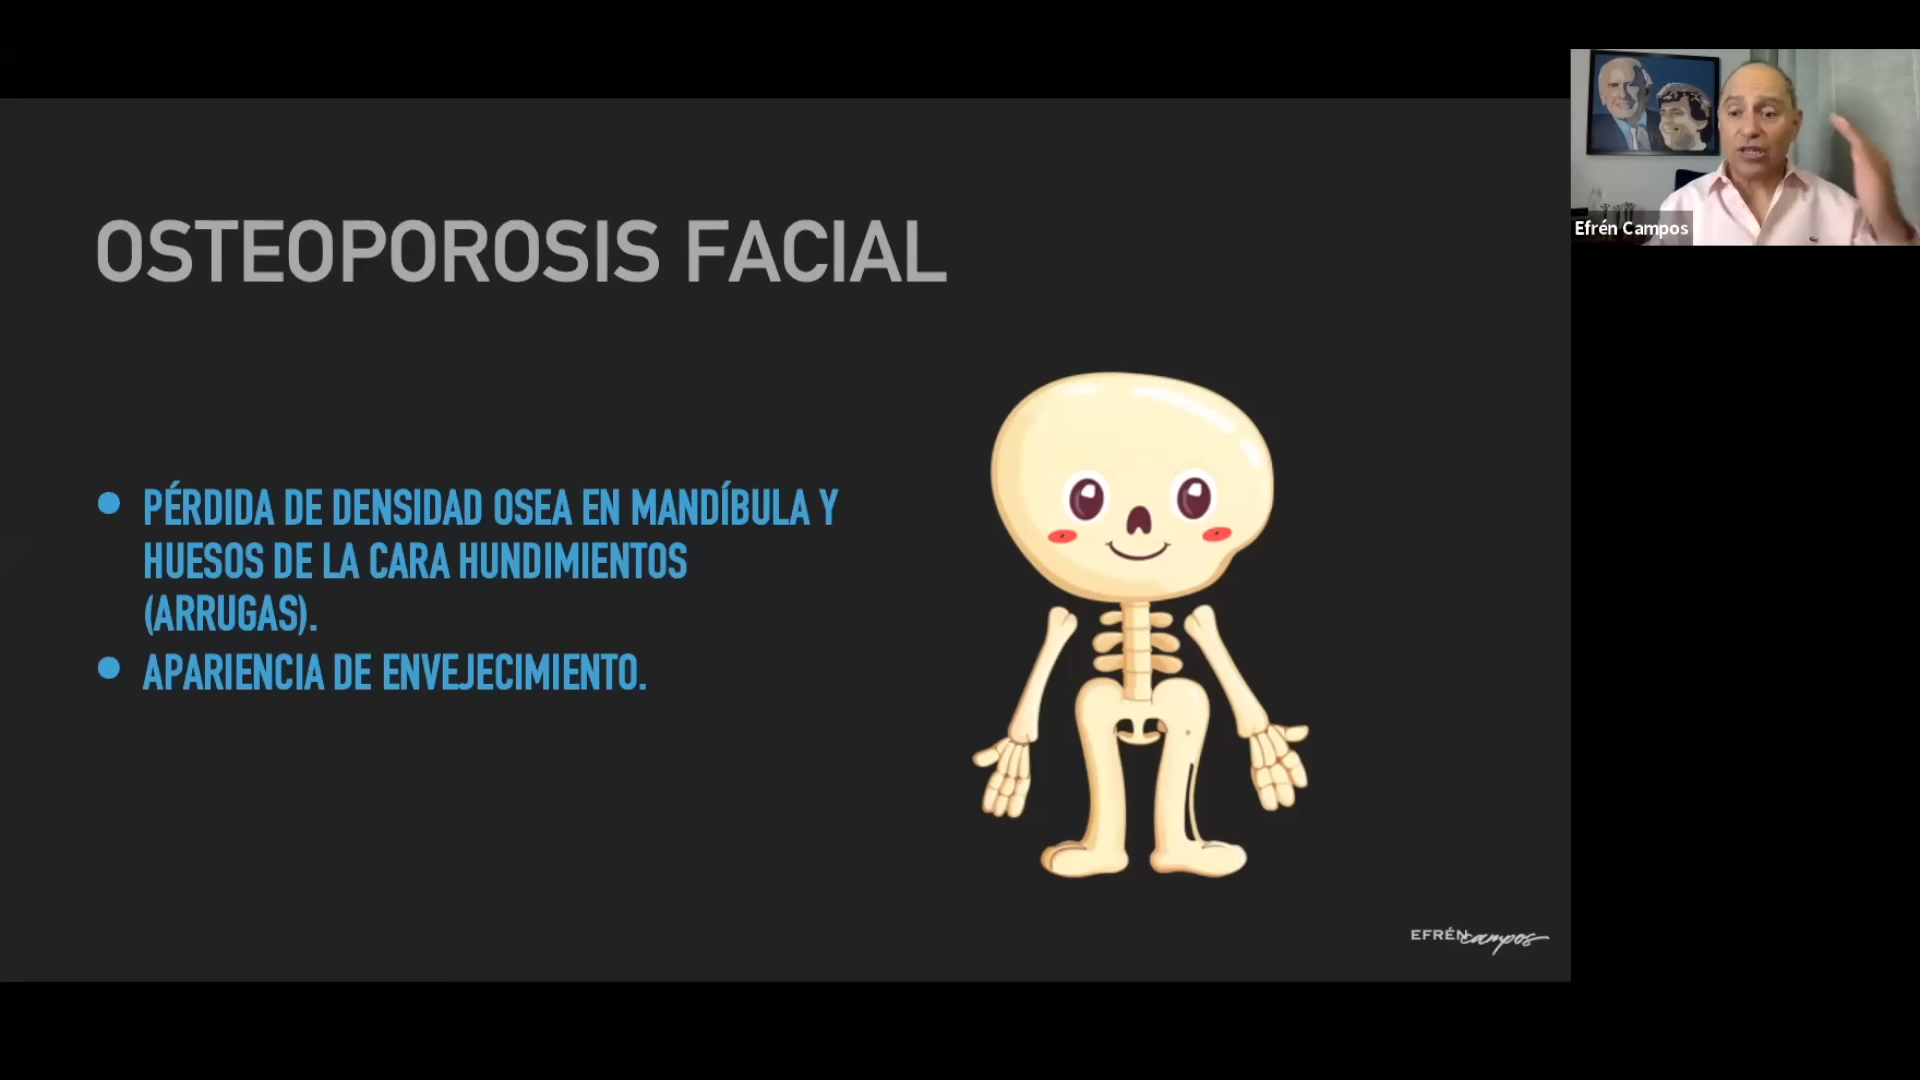 OSTEOPOROSIS FACIAL
PÉRDIDA DE DENSIDAD OSEA EN MANDÍBULA Y
HUESOS DE LA CARA HUNDIMIENTOS
(ARRUGAS).
APARIENCIA DE ENVEJECIMIENTO.
Efrén Campos
EFRÉN campos